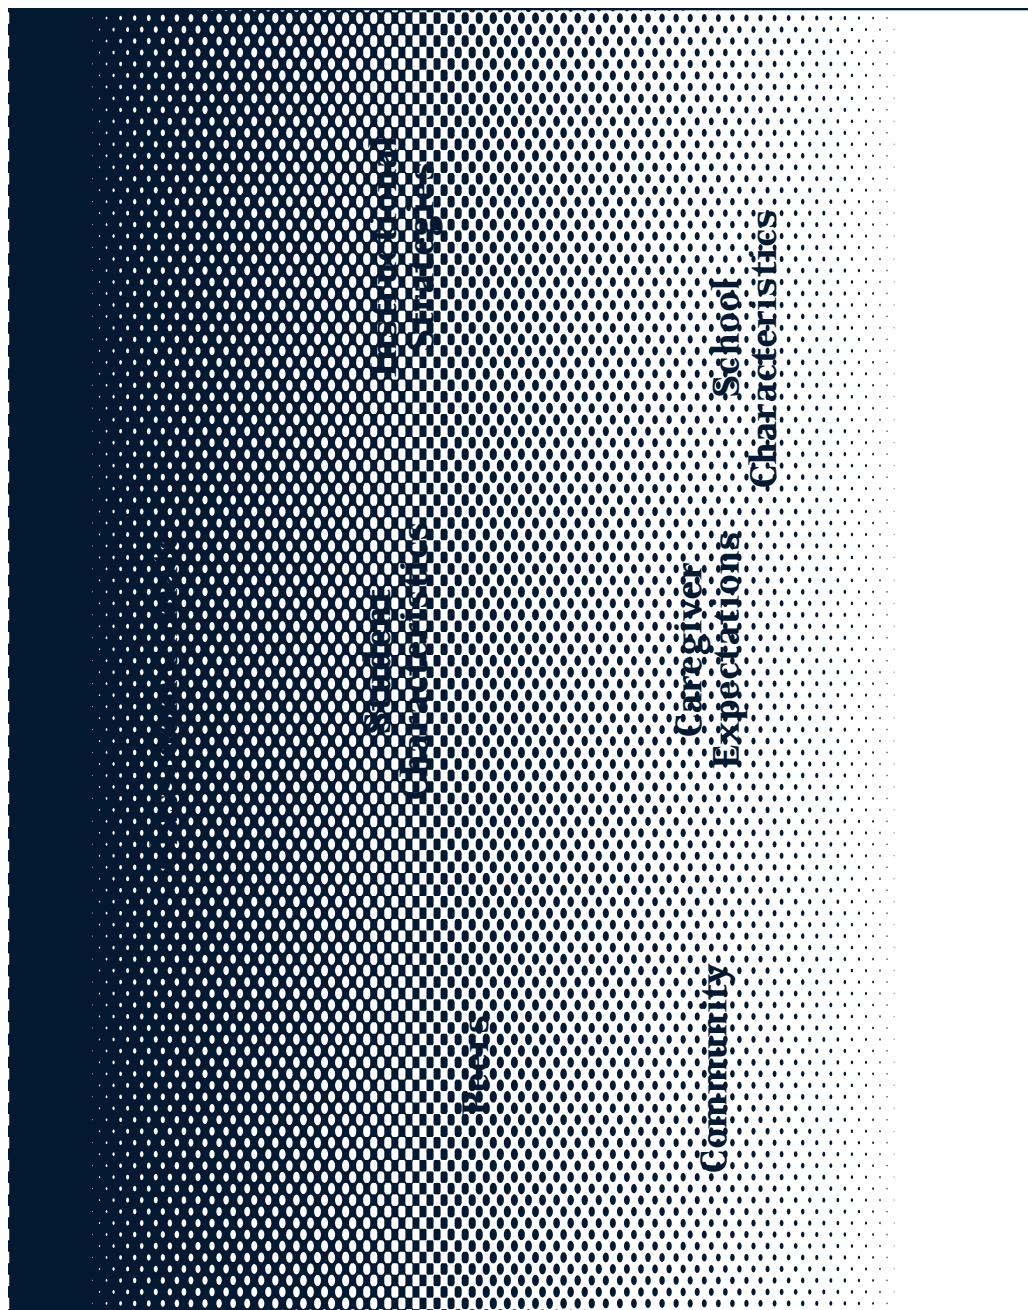 Instructional
Strategies
School
Characteristics
Student
Characteristics
Caregiver
Expectations
Peers
Community